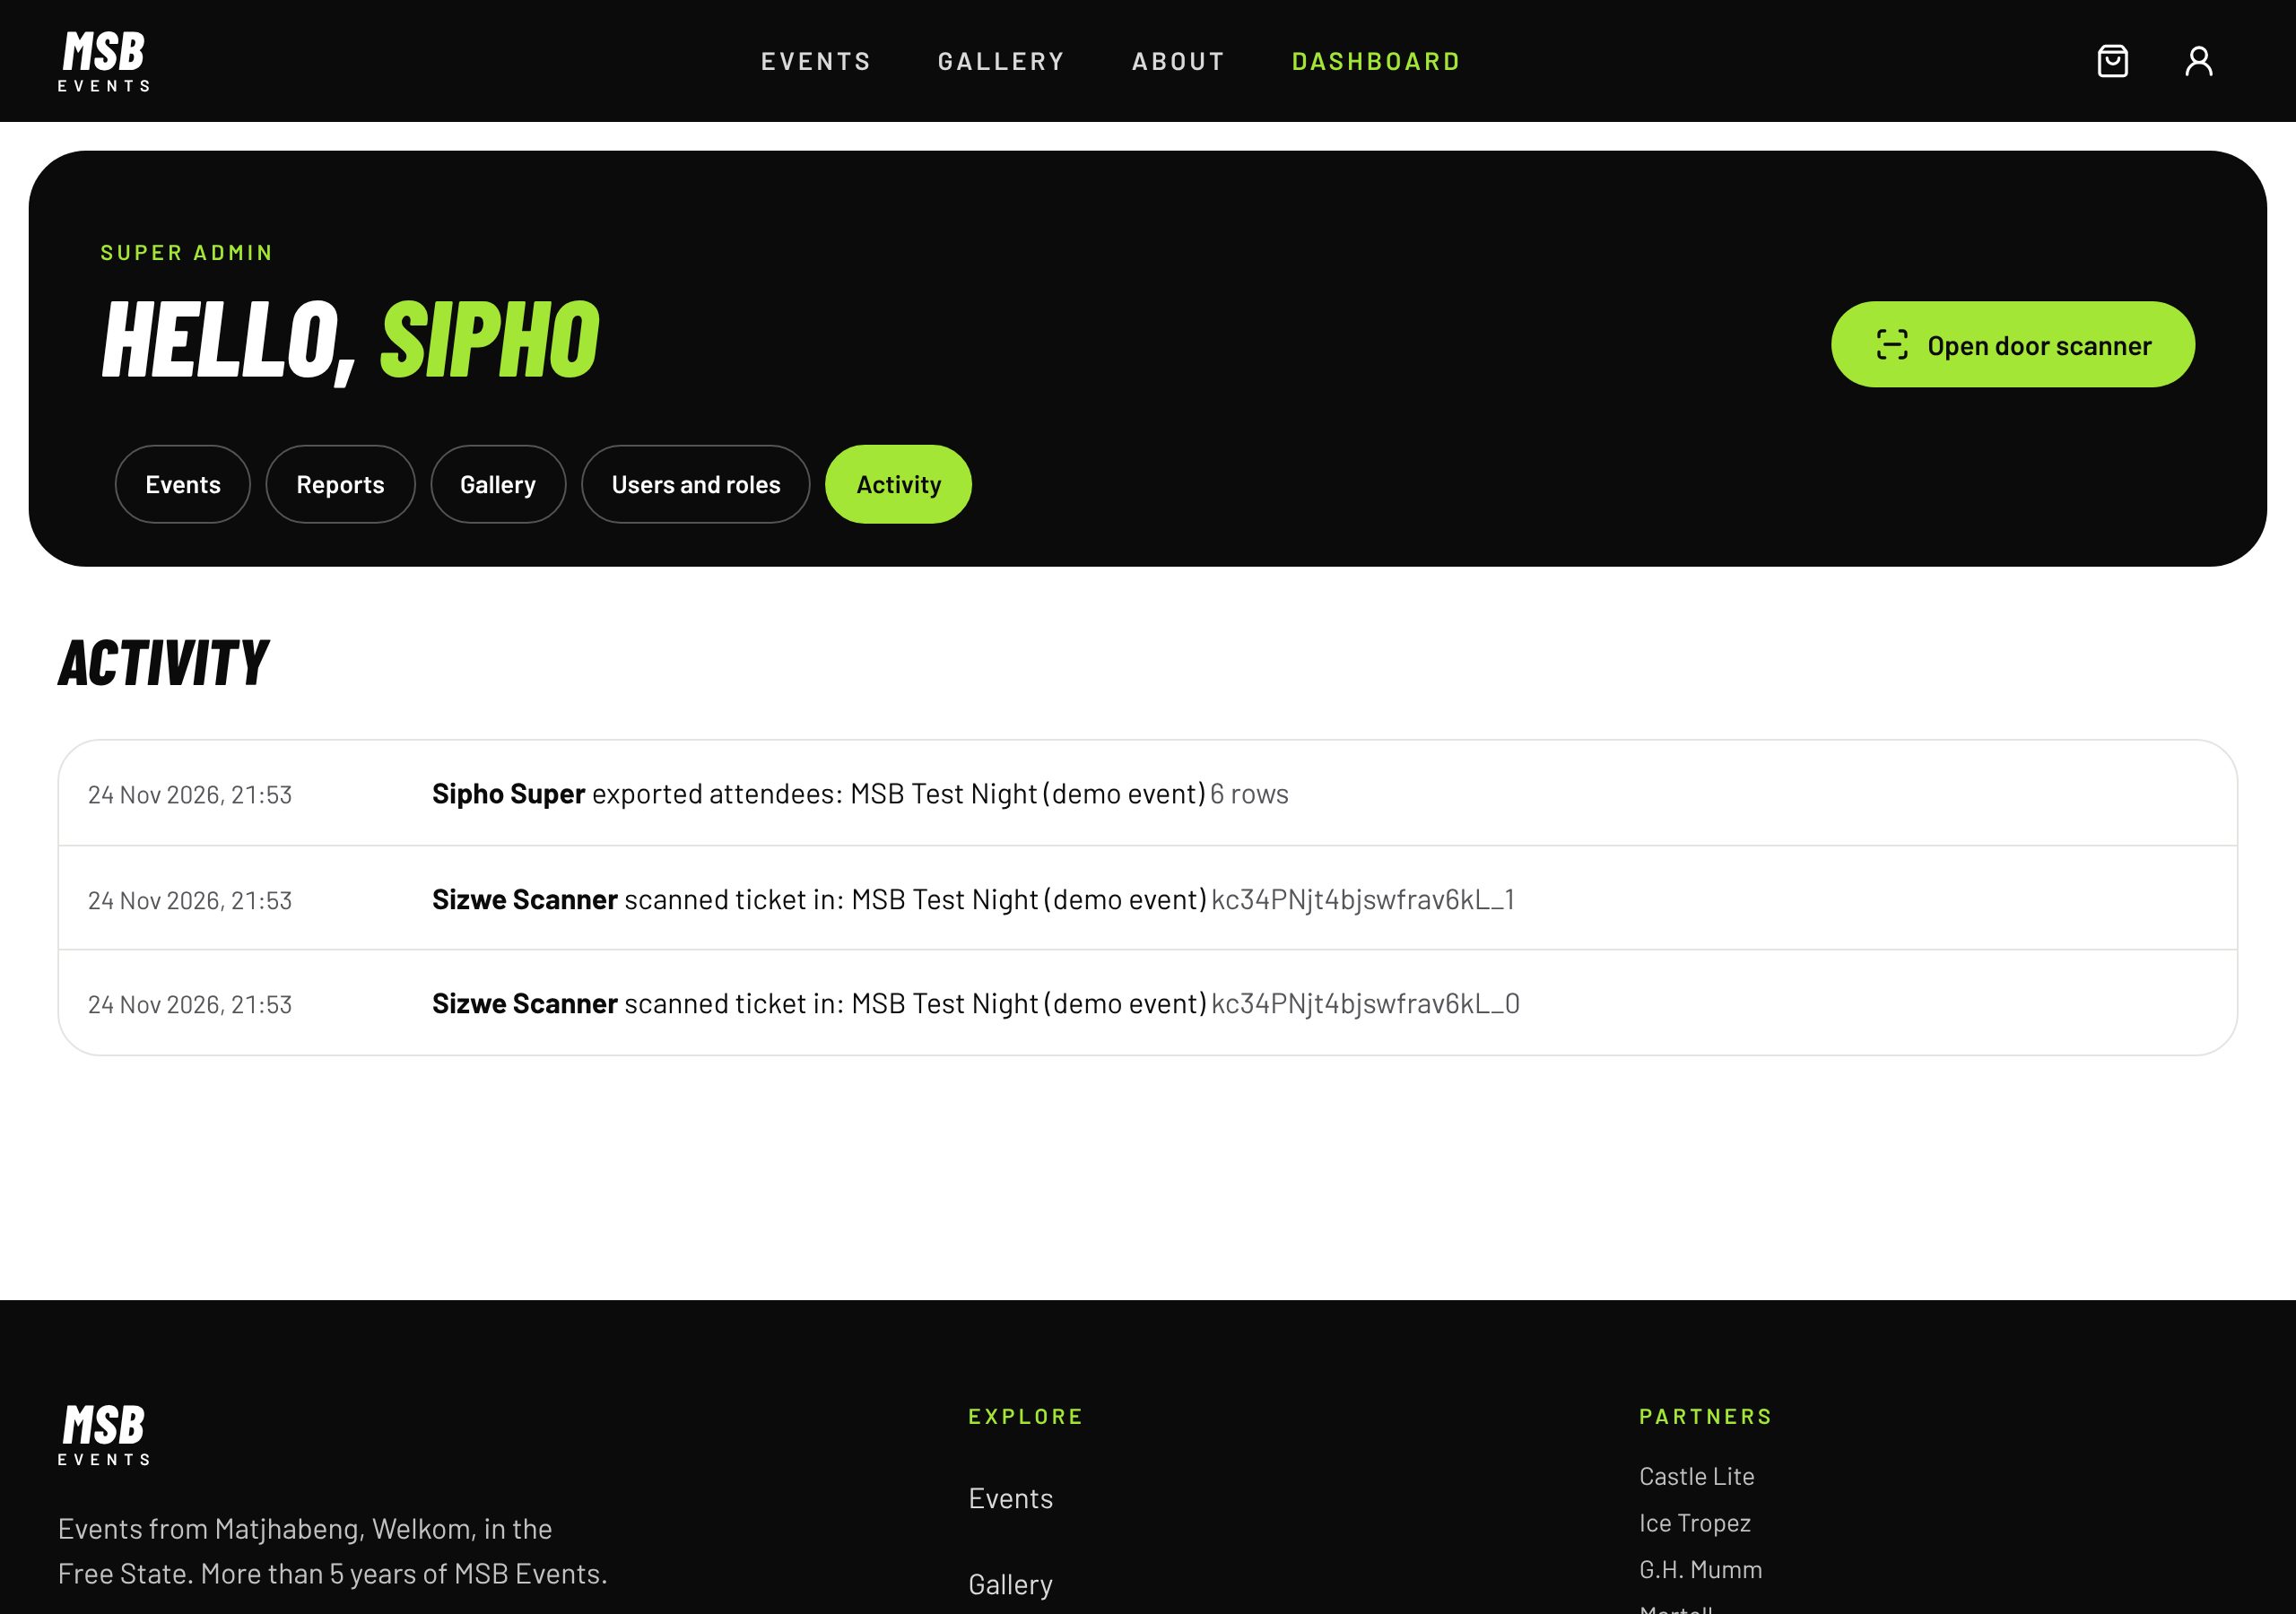 MSB
EVENTS
EVENTS GALLERY ABOUT DASHBOARD
SUPER ADMIN
HELLO, SIPHO
Open door scanner
Events Reports Gallery Users and roles Activity
ACTIVITY
24 Nov 2026, 21:53 Sipho Super exported attendees: MSB Test Night (demo event) 6 rows
24 Nov 2026, 21:53 Sizwe Scanner scanned ticket in: MSB Test Night (demo event) kc34PNjt4bjswfrav6kL_1
24 Nov 2026, 21:53 Sizwe Scanner scanned ticket in: MSB Test Night (demo event) kc34PNjt4bjswfrav6kL_0
MSB
EVENTS
Events from Matjhabeng, Welkom, in the
Free State. More than 5 years of MSB Events.
EXPLORE
Events
Gallery
PARTNERS
Castle Lite
Ice Tropez
G.H. Mumm